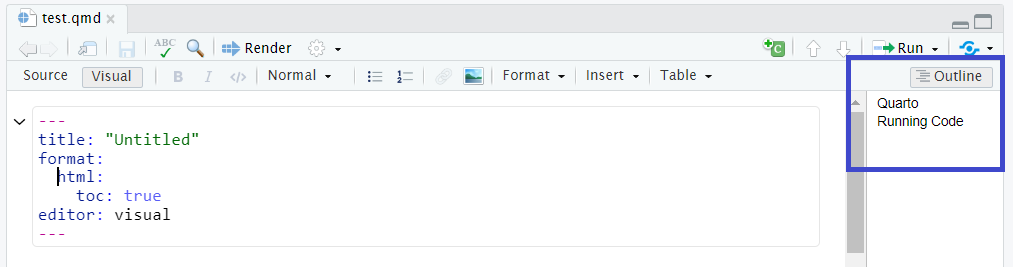 test.qmd
ABC Render C Run
Source Visual B I </> Normal Format Insert Table Outline
Quarto
Running Code
---
title: "Untitled"
format:
  html:
    toc: true
editor: visual
---